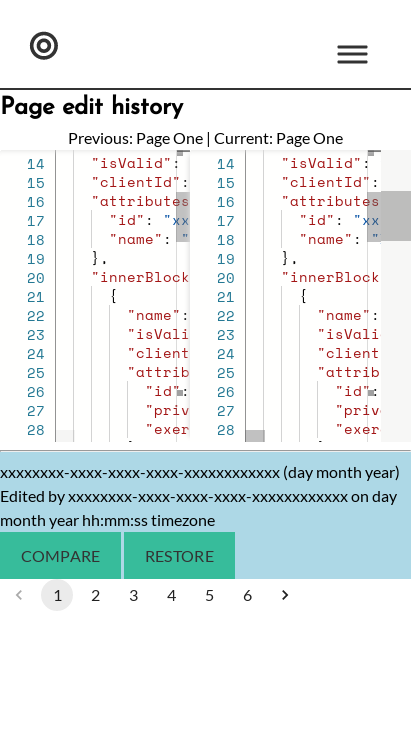 Page edit history
Previous: Page One | Current: Page One
14 "isValid":
15 "clientId":
16 "attributes
17 "id": "xx
18 "name": "
19 },
20 "innerBlock
21 {
22 "name":
23 "isVali
24 "client
25 "attrib
26 "id":
27 "priv
28 "exer
14 "isValid":
15 "clientId":
16 "attributes
17 "id": "xx
18 "name": "
19 },
20 "innerBlock
21 {
22 "name":
23 "isVali
24 "client
25 "attrib
26 "id":
27 "priv
28 "exer
xxxxxxxx-xxxx-xxxx-xxxx-xxxxxxxxxxxx (day month year)
Edited by xxxxxxxx-xxxx-xxxx-xxxx-xxxxxxxxxxxx on day
month year hh:mm:ss timezone
COMPARE RESTORE
1 2 3 4 5 6